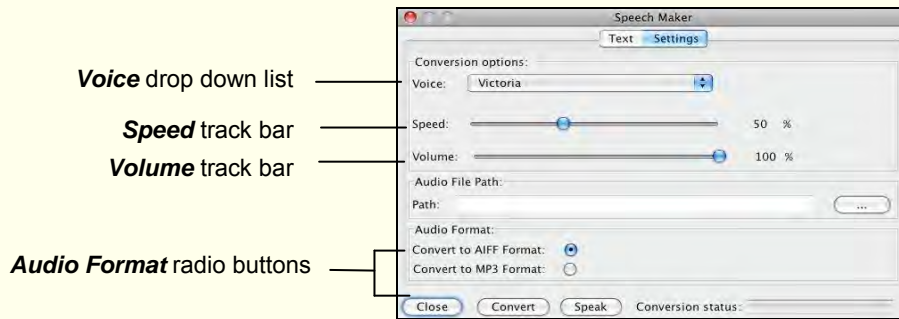 Speech Maker
Text Settings
Conversion options:
Voice drop down list
Voice: Victoria
Speed track bar
Speed: 50 %
Volume track bar
Volume: 100 %
Audio File Path:
Path: ...
Audio Format:
Audio Format radio buttons
Convert to AIFF Format:
Convert to MP3 Format:
Close Convert Speak Conversion status: